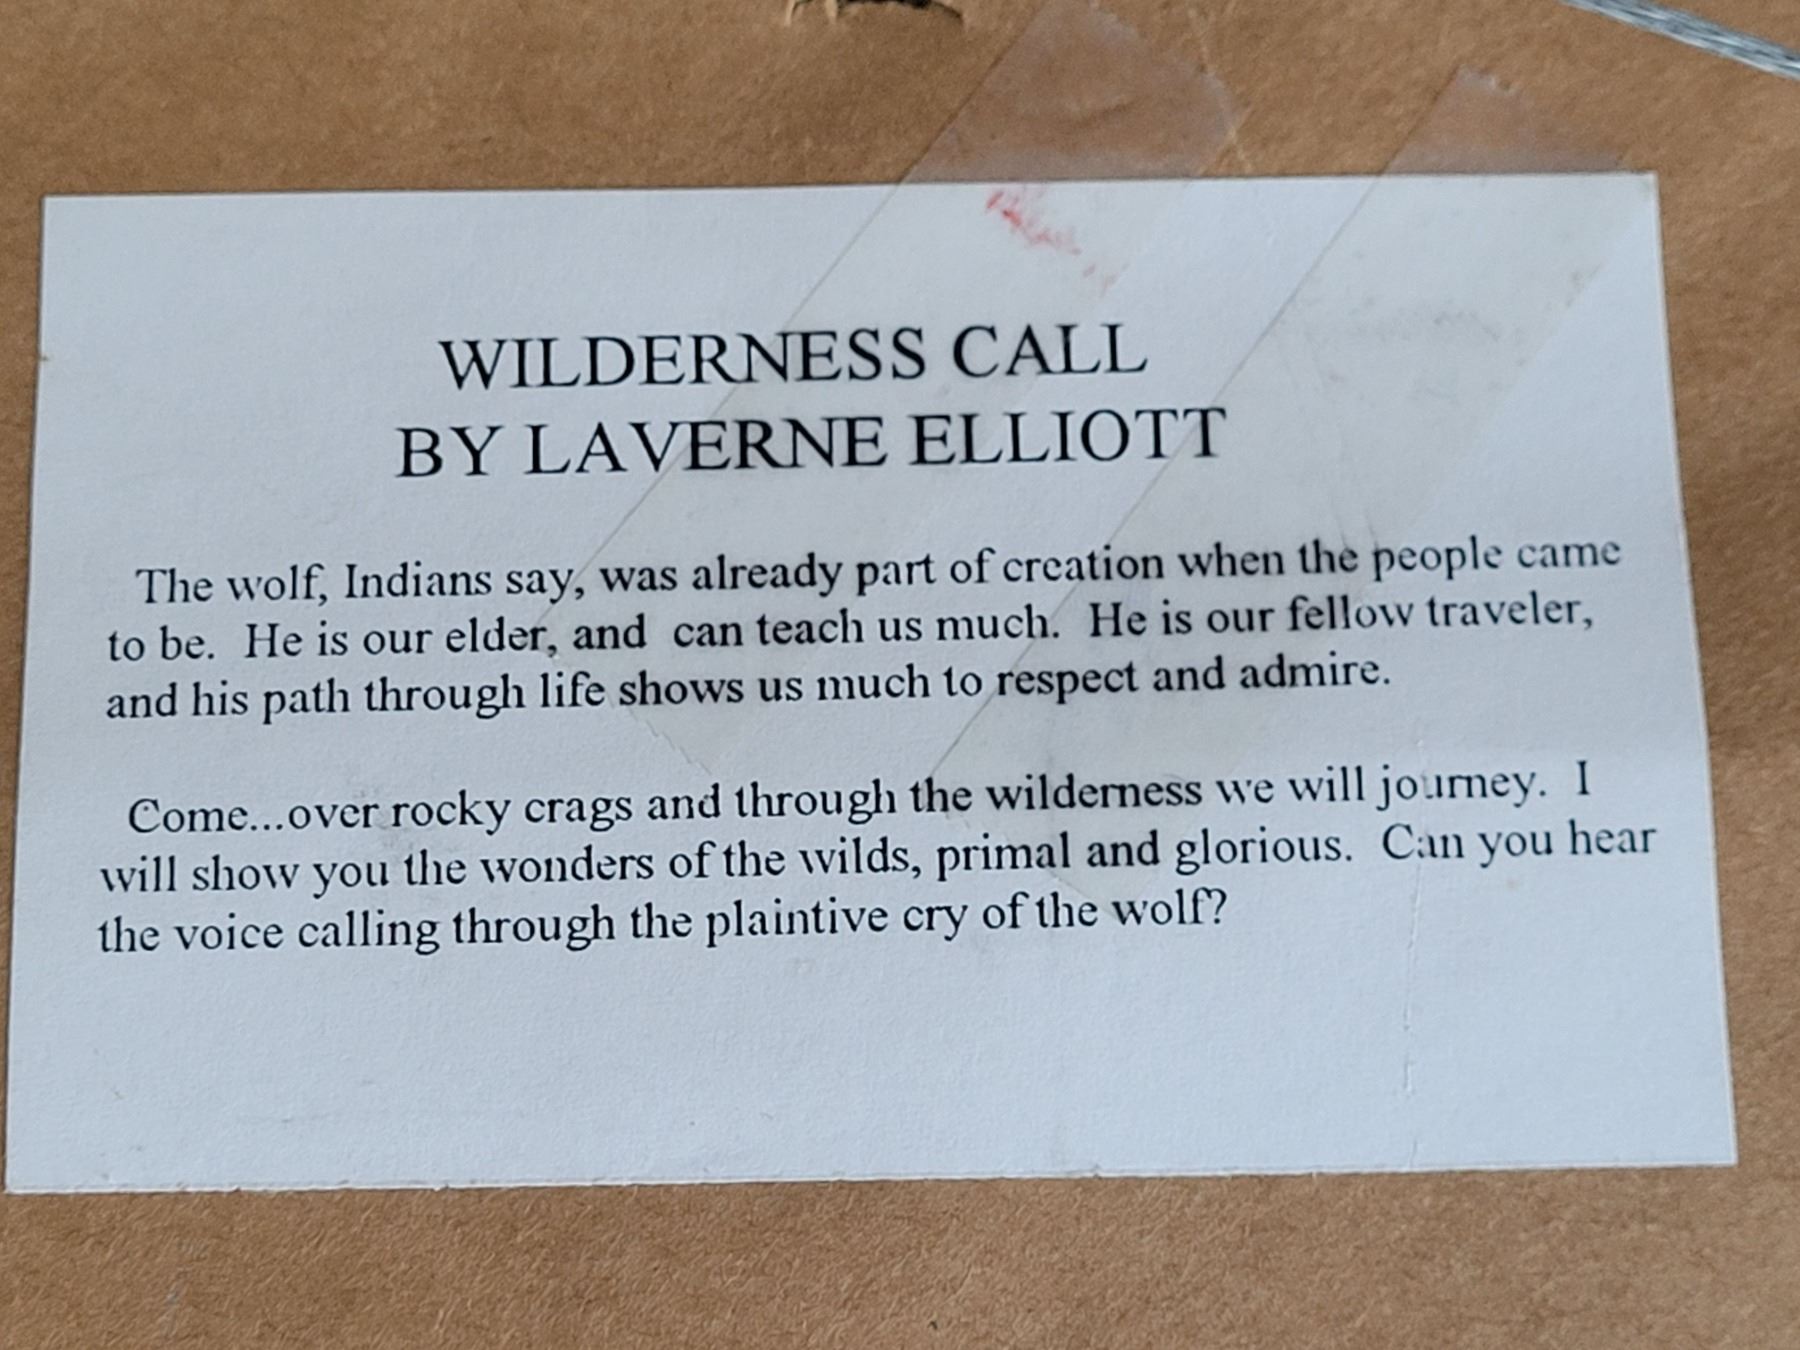 WILDERNESS CALL
BY LAVERNE ELLIOTT
The wolf, Indians say, was already part of creation when the people came
to be. He is our elder, and can teach us much. He is our fellow traveler,
and his path through life shows us much to respect and admire.
Come...over rocky crags and through the wilderness we will journey. I
will show you the wonders of the wilds, primal and glorious. Can you hear
the voice calling through the plaintive cry of the wolf?